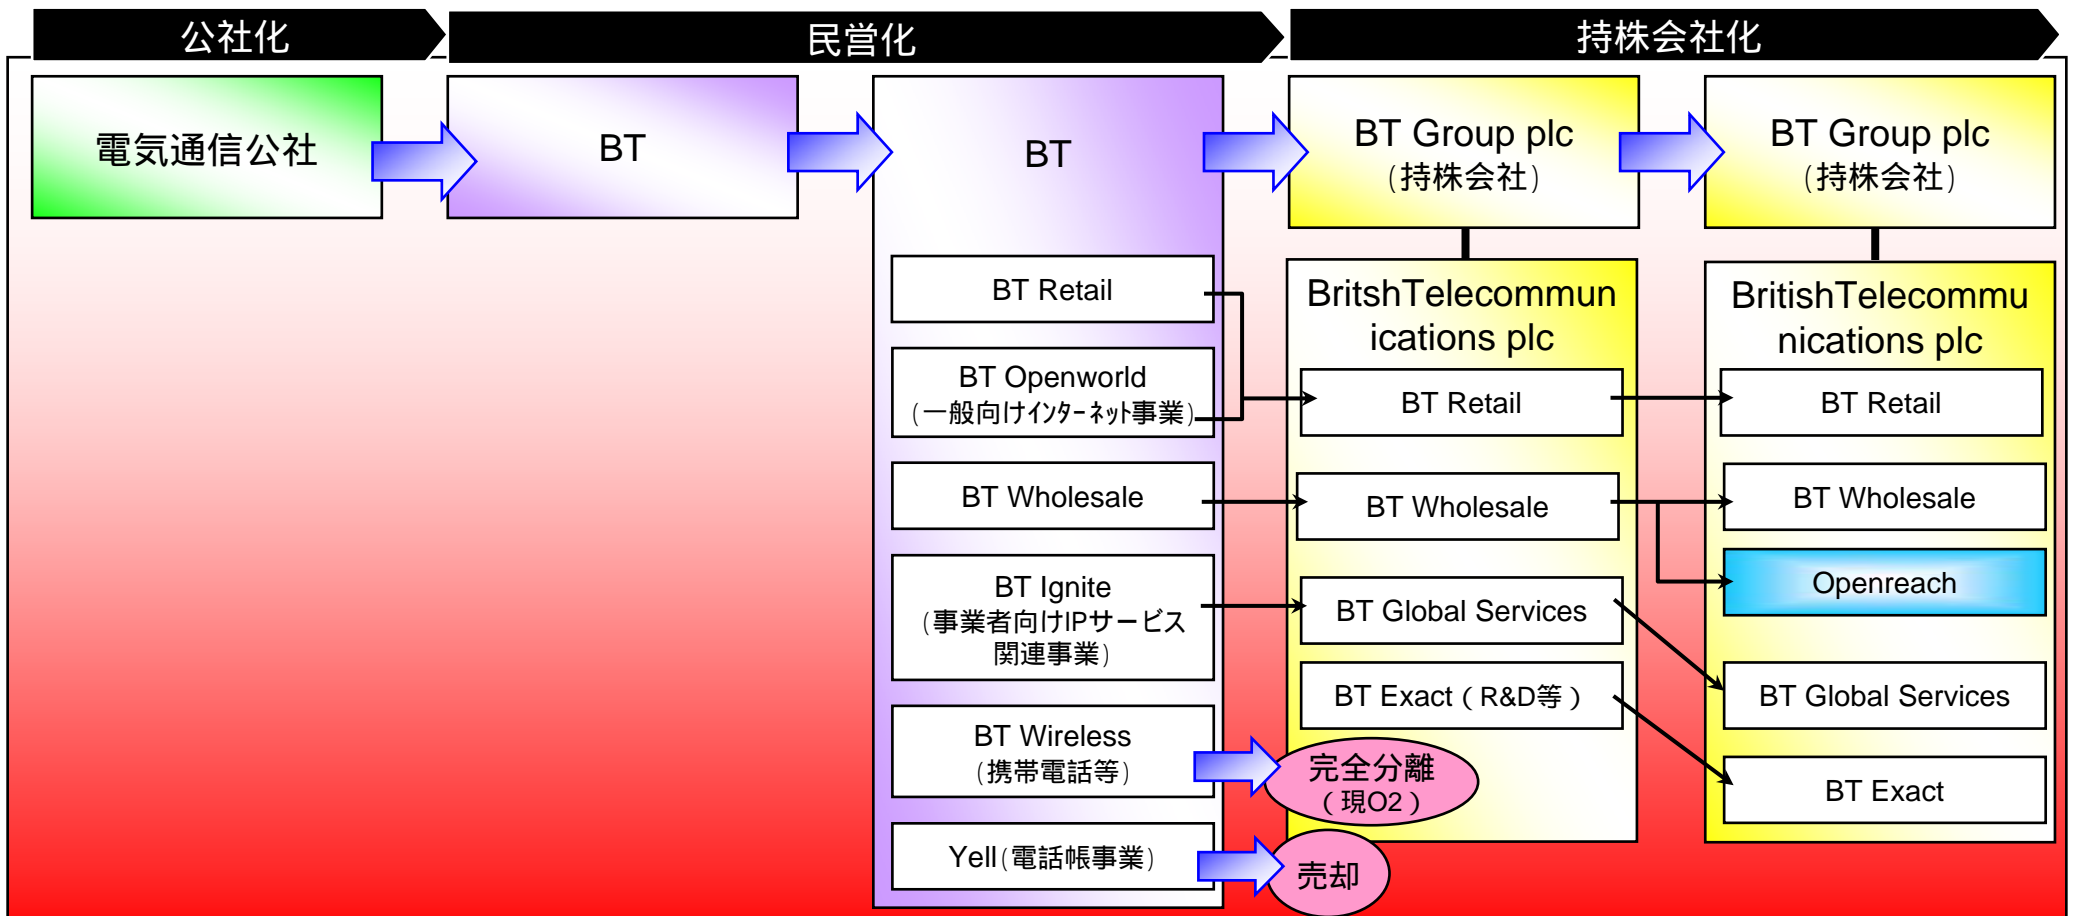 公社化
民営化
持株会社化
電気通信公社
BT
BT
BT Retail
BT Openworld
(一般向けインターネット事業)
BT Wholesale
BT Ignite
(事業者向けIPサービス
関連事業)
BT Wireless
(携帯電話等)
Yell(電話帳事業)
BT Group plc
(持株会社)
BritshTelecommun
ications plc
BT Retail
BT Wholesale
BT Global Services
BT Exact(R&D等)
完全分離
(現O2)
売却
BT Group plc
(持株会社)
BritishTelecommu
nications plc
BT Retail
BT Wholesale
Openreach
BT Global Services
BT Exact